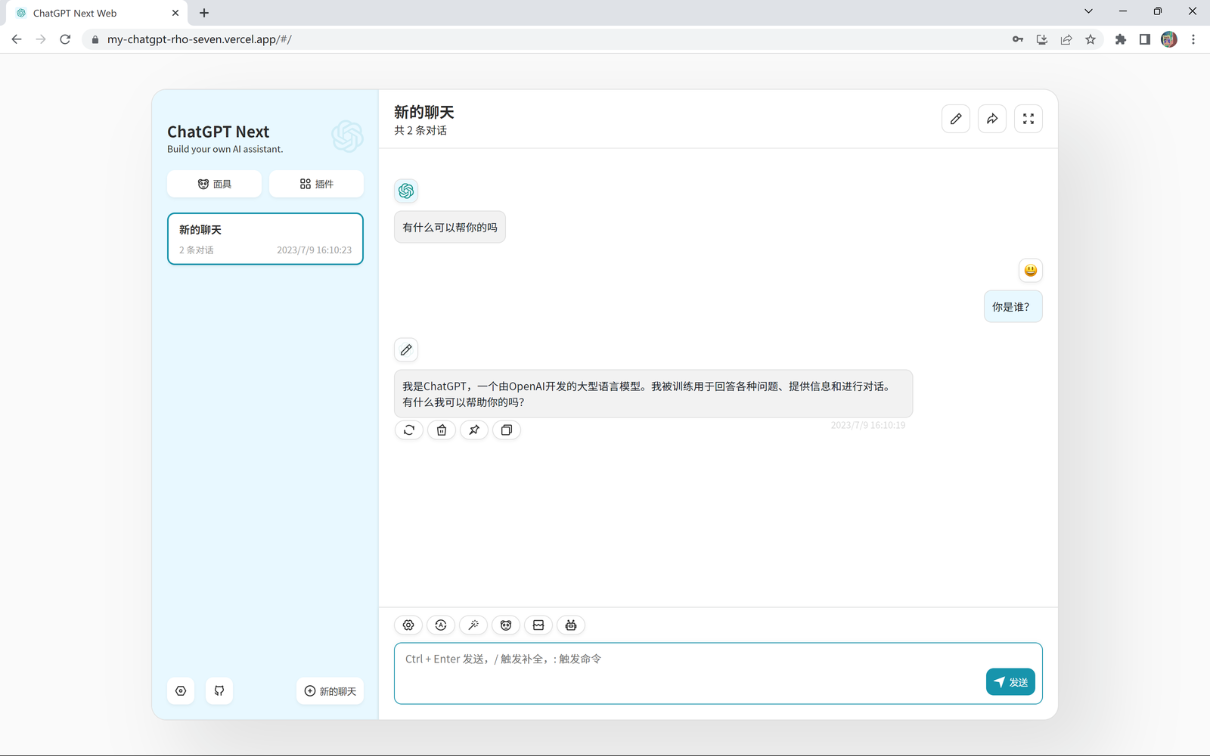 ChatGPT Next Web
my-chatgpt-rho-seven.vercel.app/#/
ChatGPT Next
Build your own AI assistant.
面具
插件
新的聊天
2 条对话
2023/7/9 16:10:23
新的聊天
共 2 条对话
有什么可以帮你的吗
你是谁?
我是ChatGPT，一个由OpenAI开发的大型语言模型。我被训练用于回答各种问题、提供信息和进行对话。
有什么我可以帮助你的吗?
2023/7/9 16:10:19
Ctrl + Enter 发送，/ 触发补全，: 触发命令
发送
新的聊天